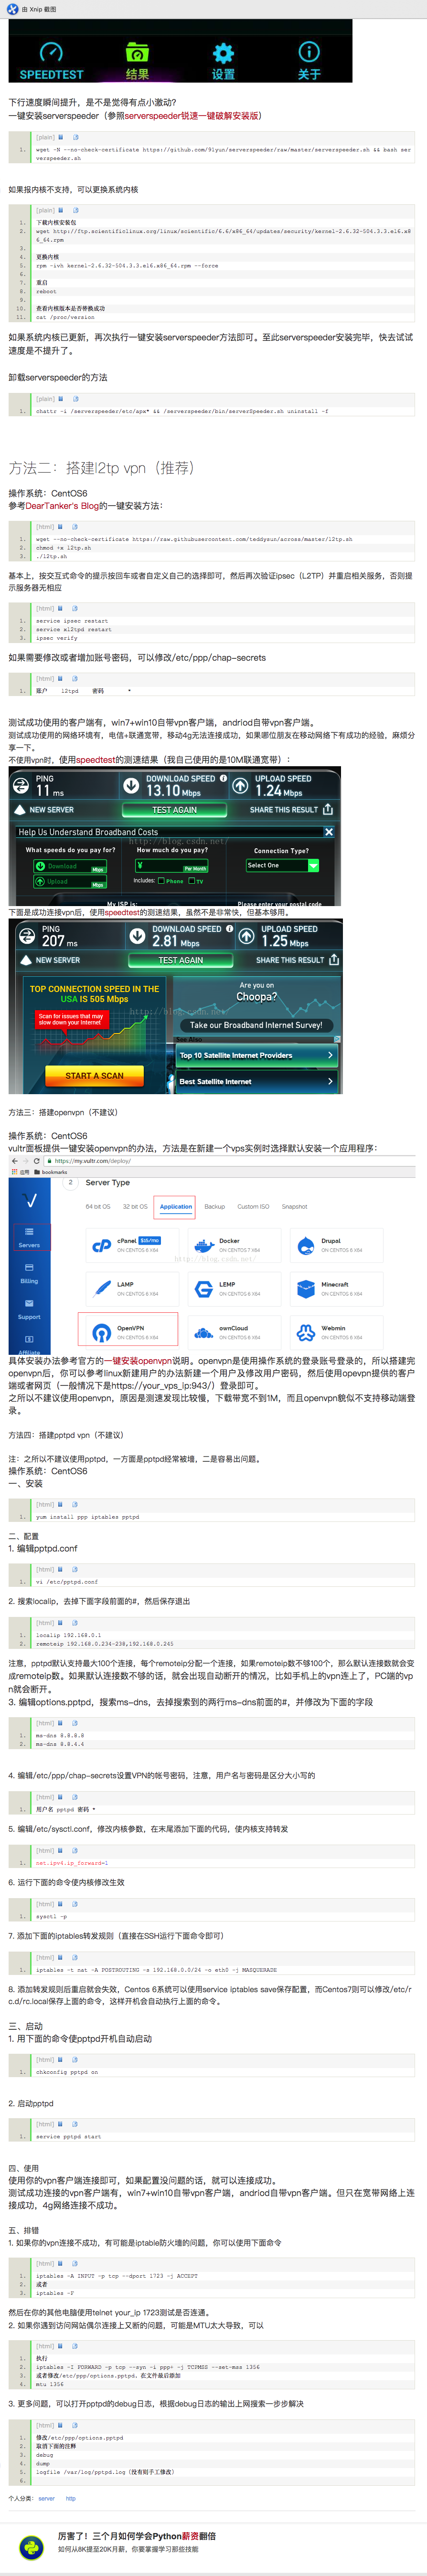 由 Xnip 截图
SPEEDTEST 结果 设置 关于
下行速度瞬间提升，是不是觉得有点小激动？
一键安装serverspeeder（参照serverspeeder锐速一键破解安装版）
[plain]
1. wget -N --no-check-certificate https://github.com/91yun/serverspeeder/raw/master/serverspeeder.sh && bash serverspeeder.sh
如果报内核不支持，可以更换系统内核
[plain]
1. 下载内核安装包
2. wget http://ftp.scientificlinux.org/linux/scientific/6.6/x86_64/updates/security/kernel-2.6.32-504.3.3.el6.x86_64.rpm
3.
4. 更换内核
5. rpm -ivh kernel-2.6.32-504.3.3.el6.x86_64.rpm --force
6.
7. 重启
8. reboot
9.
10. 查看内核版本是否替换成功
11. cat /proc/version
如果系统内核已更新，再次执行一键安装serverspeeder方法即可。至此serverspeeder安装完毕，快去试试
速度是不提升了。
卸载serverspeeder的方法
[plain]
1. chattr -i /serverspeeder/etc/apx* && /serverspeeder/bin/serverSpeeder.sh uninstall -f
方法二：搭建l2tp vpn（推荐）
操作系统：CentOS6
参考DearTanker's Blog的一键安装方法：
[html]
1. wget --no-check-certificate https://raw.githubusercontent.com/teddysun/across/master/l2tp.sh
2. chmod +x l2tp.sh
3. ./l2tp.sh
基本上，按交互式命令的提示按回车或者自定义自己的选择即可，然后再次验证ipsec（L2TP）并重启相关服务，否则提
示服务器无相应
[html]
1. service ipsec restart
2. service xl2tpd restart
3. ipsec verify
如果需要修改或者增加账号密码，可以修改/etc/ppp/chap-secrets
[html]
1. 账户 l2tpd 密码 *
测试成功使用的客户端有，win7+win10自带vpn客户端，andriod自带vpn客户端。
测试成功使用的网络环境有，电信+联通宽带，移动4g无法连接成功，如果哪位朋友在移动网络下有成功的经验，麻烦分
享一下。
不使用vpn时，使用speedtest的测速结果（我自己使用的是10M联通宽带）：
PING DOWNLOAD SPEED UPLOAD SPEED
11 ms 13.10 Mbps 1.24 Mbps
NEW SERVER TEST AGAIN SHARE THIS RESULT
Help Us Understand Broadband Costs
http://blog.csdn.net/
What speeds do you pay for? How much do you pay? Connection Type?
Download Mbps ¥ Per Month Select One
Upload Mbps Includes: Phone TV
My ISP is: Please enter your postal code
下面是成功连接vpn后，使用speedtest的测速结果，虽然不是非常快，但基本够用。
PING DOWNLOAD SPEED UPLOAD SPEED
207 ms 2.81 Mbps 1.25 Mbps
NEW SERVER TEST AGAIN SHARE THIS RESULT
TOP CONNECTION SPEED IN THE
USA IS 505 Mbps
Scan for issues that may
slow down your Internet
START A SCAN
http://blog.csdn.net/
Are you on
Choopa?
Take our Broadband Internet Survey!
See Also
Top 10 Satellite Internet Providers
Best Satellite Internet
方法三：搭建openvpn（不建议）
操作系统：CentOS6
vultr面板提供一键安装openvpn的办法，方法是在新建一个vps实例时选择默认安装一个应用程序：
https://my.vultr.com/deploy/
应用 bookmarks
Servers
Billing
Support
Affiliate
2 Server Type
64 bit OS 32 bit OS Application Backup Custom ISO Snapshot
cPanel $15/mo
ON CENTOS 6 X64
Docker
ON CENTOS 7 X64
Drupal
ON CENTOS 6 X64
http://blog.csdn.net/
LAMP
ON CENTOS 6 X64
LEMP
ON CENTOS 6 X64
Minecraft
ON CENTOS 6 X64
OpenVPN
ON CENTOS 6 X64
ownCloud
ON CENTOS 6 X64
Webmin
ON CENTOS 6 X64
具体安装办法参考官方的一键安装openvpn说明。openvpn是使用操作系统的登录账号登录的，所以搭建完
openvpn后，你可以参考linux新建用户的办法新建一个用户及修改用户密码，然后使用opevpn提供的客户
端或者网页（一般情况下是https://your_vps_ip:943/）登录即可。
之所以不建议使用openvpn，原因是测速发现比较慢，下载带宽不到1M，而且openvpn貌似不支持移动端登
录。
方法四：搭建pptpd vpn（不建议）
注：之所以不建议使用pptpd，一方面是pptpd经常被墙，二是容易出问题。
操作系统：CentOS6
一、安装
[html]
1. yum install ppp iptables pptpd
二、配置
1. 编辑pptpd.conf
[html]
1. vi /etc/pptpd.conf
2. 搜索localip，去掉下面字段前面的#，然后保存退出
[html]
1. localip 192.168.0.1
2. remoteip 192.168.0.234-238,192.168.0.245
注意，pptpd默认支持最大100个连接，每个remoteip分配一个连接，如果remoteip数不够100个，那么默认连接数就会变
成remoteip数。如果默认连接数不够的话，就会出现自动断开的情况，比如手机上的vpn连上了，PC端的vp
n就会断开。
3. 编辑options.pptpd，搜索ms-dns，去掉搜索到的两行ms-dns前面的#，并修改为下面的字段
[html]
1. ms-dns 8.8.8.8
2. ms-dns 8.8.4.4
4. 编辑/etc/ppp/chap-secrets设置VPN的帐号密码，注意，用户名与密码是区分大小写的
[html]
1. 用户名 pptpd 密码 *
5. 编辑/etc/sysctl.conf，修改内核参数，在末尾添加下面的代码，使内核支持转发
[html]
1. net.ipv4.ip_forward=1
6. 运行下面的命令使内核修改生效
[html]
1. sysctl -p
7. 添加下面的iptables转发规则（直接在SSH运行下面命令即可）
[html]
1. iptables -t nat -A POSTROUTING -s 192.168.0.0/24 -o eth0 -j MASQUERADE
8. 添加转发规则后重启就会失效，Centos 6系统可以使用service iptables save保存配置，而Centos7则可以修改/etc/r
c.d/rc.local保存上面的命令，这样开机会自动执行上面的命令。
三、启动
1. 用下面的命令使pptpd开机自动启动
[html]
1. chkconfig pptpd on
2. 启动pptpd
[html]
1. service pptpd start
四、使用
使用你的vpn客户端连接即可，如果配置没问题的话，就可以连接成功。
测试成功连接的vpn客户端有，win7+win10自带vpn客户端，andriod自带vpn客户端。但只在宽带网络上连
接成功，4g网络连接不成功。
五、排错
1. 如果你的vpn连接不成功，有可能是iptable防火墙的问题，你可以使用下面命令
[html]
1. iptables -A INPUT -p tcp --dport 1723 -j ACCEPT
2. 或者
3. iptables -F
然后在你的其他电脑使用telnet your_ip 1723测试是否连通。
2. 如果你遇到访问网站偶尔连接上又断的问题，可能是MTU太大导致，可以
[html]
1. 执行
2. iptables -I FORWARD -p tcp --syn -i ppp+ -j TCPMSS --set-mss 1356
3. 或者修改/etc/ppp/options.pptpd，在文件最后添加
4. mtu 1356
3. 更多问题，可以打开pptpd的debug日志，根据debug日志的输出上网搜索一步步解决
[html]
1. 修改/etc/ppp/options.pptpd
2. 取消下面的注释
3. debug
4. dump
5. logfile /var/log/pptpd.log（没有则手工修改）
6.
个人分类： server http
厉害了！三个月如何学会Python薪资翻倍
如何从8K提至20K月薪，你要掌握学习那些技能